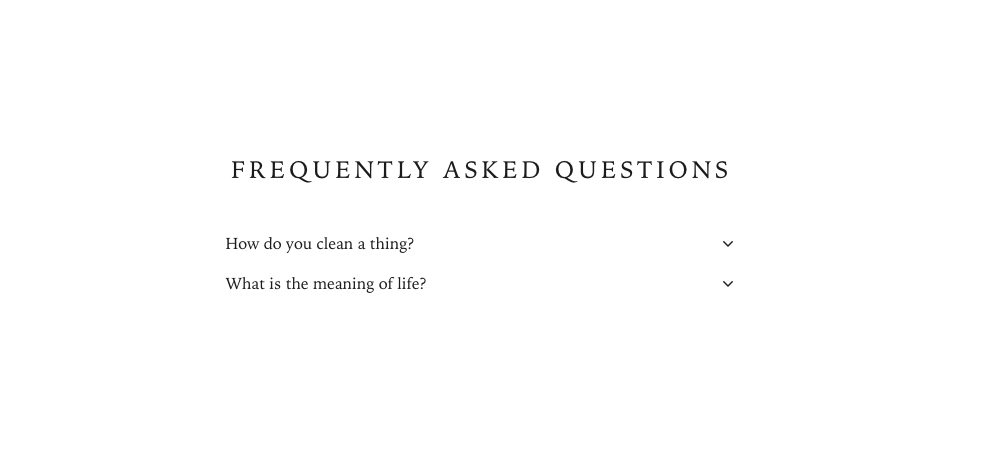 FREQUENTLY ASKED QUESTIONS
How do you clean a thing?
What is the meaning of life?